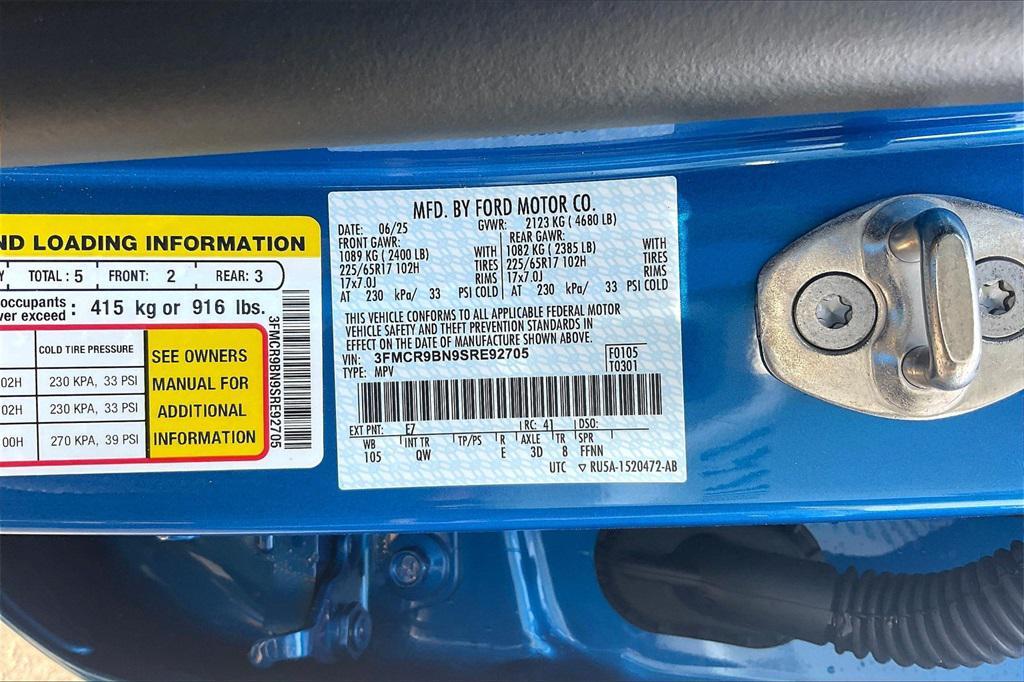 ND LOADING INFORMATION
Y TOTAL : 5 FRONT: 2 REAR: 3
occupants
ver exceed : 415 kg or 916 lbs.
COLD TIRE PRESSURE
02H 230 KPA, 33 PSI
02H 230 KPA, 33 PSI
00H 270 KPA, 39 PSI
SEE OWNERS
MANUAL FOR
ADDITIONAL
INFORMATION
3FMCR9BN9SRE92705
MFD. BY FORD MOTOR CO.
DATE: 06/25 GVWR: 2123 KG ( 4680 LB)
FRONT GAWR: REAR GAWR:
1089 KG ( 2400 LB) WITH 1082 KG ( 2385 LB) WITH
225/65R17 102H TIRES 225/65R17 102H TIRES
17x7.0J RIMS 17x7.0J RIMS
AT 230 kPa/ 33 PSI COLD AT 230 kPa/ 33 PSI COLD
THIS VEHICLE CONFORMS TO ALL APPLICABLE FEDERAL MOTOR
VEHICLE SAFETY AND THEFT PREVENTION STANDARDS IN
EFFECT ON THE DATE OF MANUFACTURE SHOWN ABOVE.
VIN: 3FMCR9BN9SRE92705 F0105
TYPE: MPV T0301
EXT PNT: E7 RC: 41 DSO:
WB INT TR TP/PS R AXLE TR SPR
105 QW E 3D 8 FFNN
UTC ▽ RU5A-1520472-AB